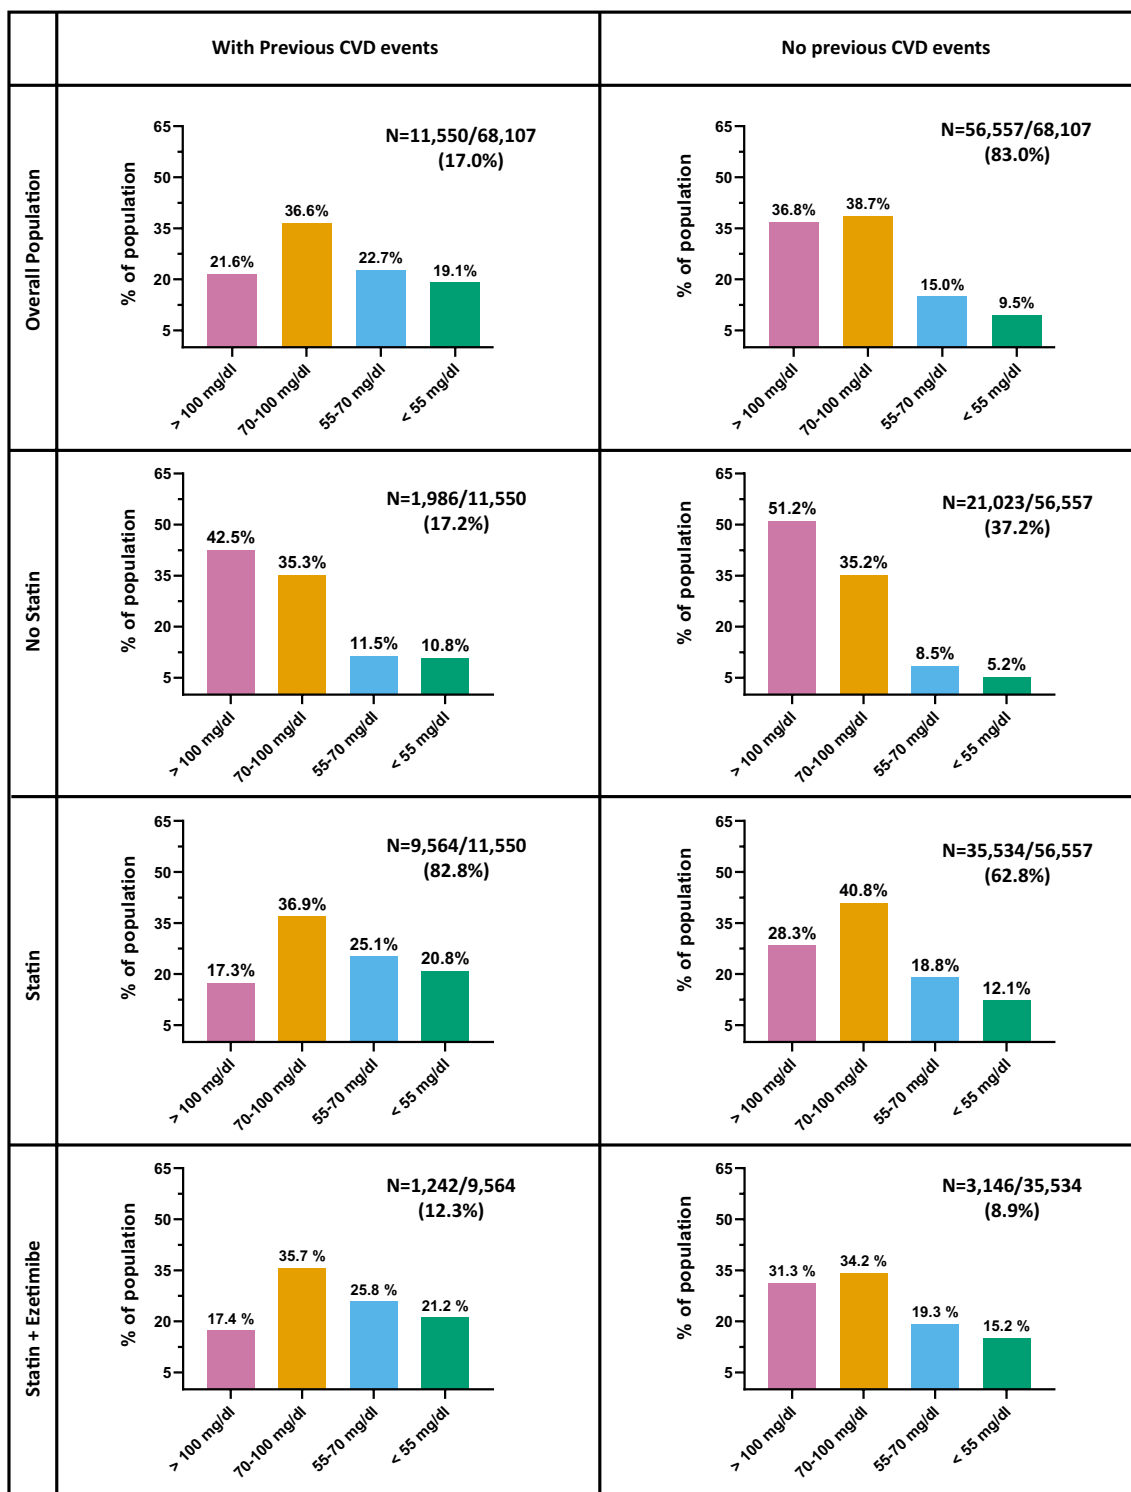 With Previous CVD events
No previous CVD events
Overall Population
% of population
65
50
35
20
5
N=11,550/68,107
(17.0%)
21.6%
36.6%
22.7%
19.1%
> 100 mg/dl
70-100 mg/dl
55-70 mg/dl
< 55 mg/dl
% of population
65
50
35
20
5
N=56,557/68,107
(83.0%)
36.8%
38.7%
15.0%
9.5%
> 100 mg/dl
70-100 mg/dl
55-70 mg/dl
< 55 mg/dl
No Statin
% of population
65
50
35
20
5
N=1,986/11,550
(17.2%)
42.5%
35.3%
11.5%
10.8%
> 100 mg/dl
70-100 mg/dl
55-70 mg/dl
< 55 mg/dl
% of population
65
50
35
20
5
N=21,023/56,557
(37.2%)
51.2%
35.2%
8.5%
5.2%
> 100 mg/dl
70-100 mg/dl
55-70 mg/dl
< 55 mg/dl
Statin
% of population
65
50
35
20
5
N=9,564/11,550
(82.8%)
17.3%
36.9%
25.1%
20.8%
> 100 mg/dl
70-100 mg/dl
55-70 mg/dl
< 55 mg/dl
% of population
65
50
35
20
5
N=35,534/56,557
(62.8%)
28.3%
40.8%
18.8%
12.1%
> 100 mg/dl
70-100 mg/dl
55-70 mg/dl
< 55 mg/dl
Statin + Ezetimibe
% of population
65
50
35
20
5
N=1,242/9,564
(12.3%)
17.4 %
35.7 %
25.8 %
21.2 %
> 100 mg/dl
70-100 mg/dl
55-70 mg/dl
< 55 mg/dl
% of population
65
50
35
20
5
N=3,146/35,534
(8.9%)
31.3 %
34.2 %
19.3 %
15.2 %
> 100 mg/dl
70-100 mg/dl
55-70 mg/dl
< 55 mg/dl